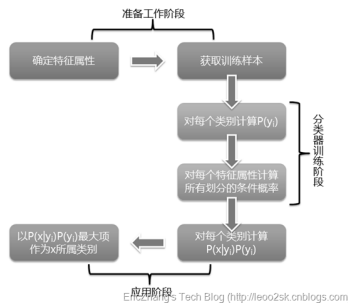 准备工作阶段
确定特征属性
获取训练样本
对每个类别计算P(yᵢ)
对每个特征属性计算
所有划分的条件概率
分类器训练阶段
以P(x|yᵢ)P(yᵢ)最大项
作为x所属类别
对每个类别计算
P(x|yᵢ)P(yᵢ)
应用阶段
EricZhang's Tech Blog (http://leoo2sk.cnblogs.com